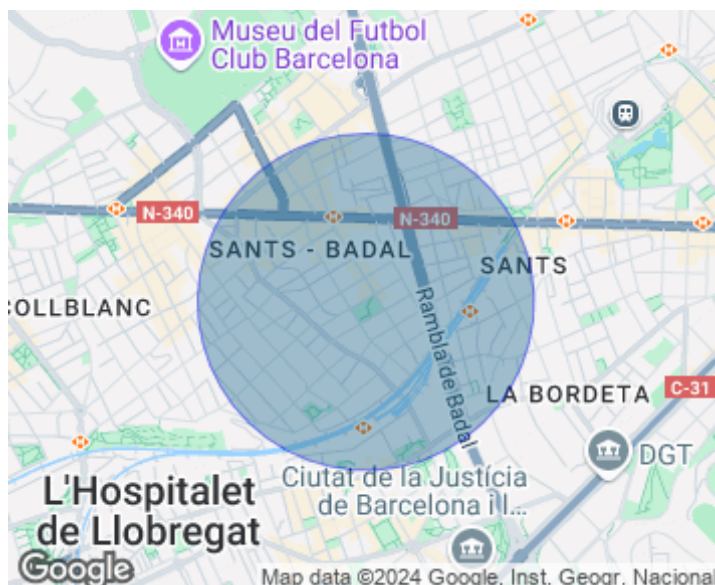 Museu del Futbol
Club Barcelona
N-340
N-340
SANTS - BADAL
SANTS
COLLBLANC
Rambla de Badal
LA BORDETA
C-31
DGT
Ciutat de la Justícia
de Barcelona i l...
L'Hospitalet
de Llobregat
Google
Map data ©2024 Google, Inst. Geogr. Nacional